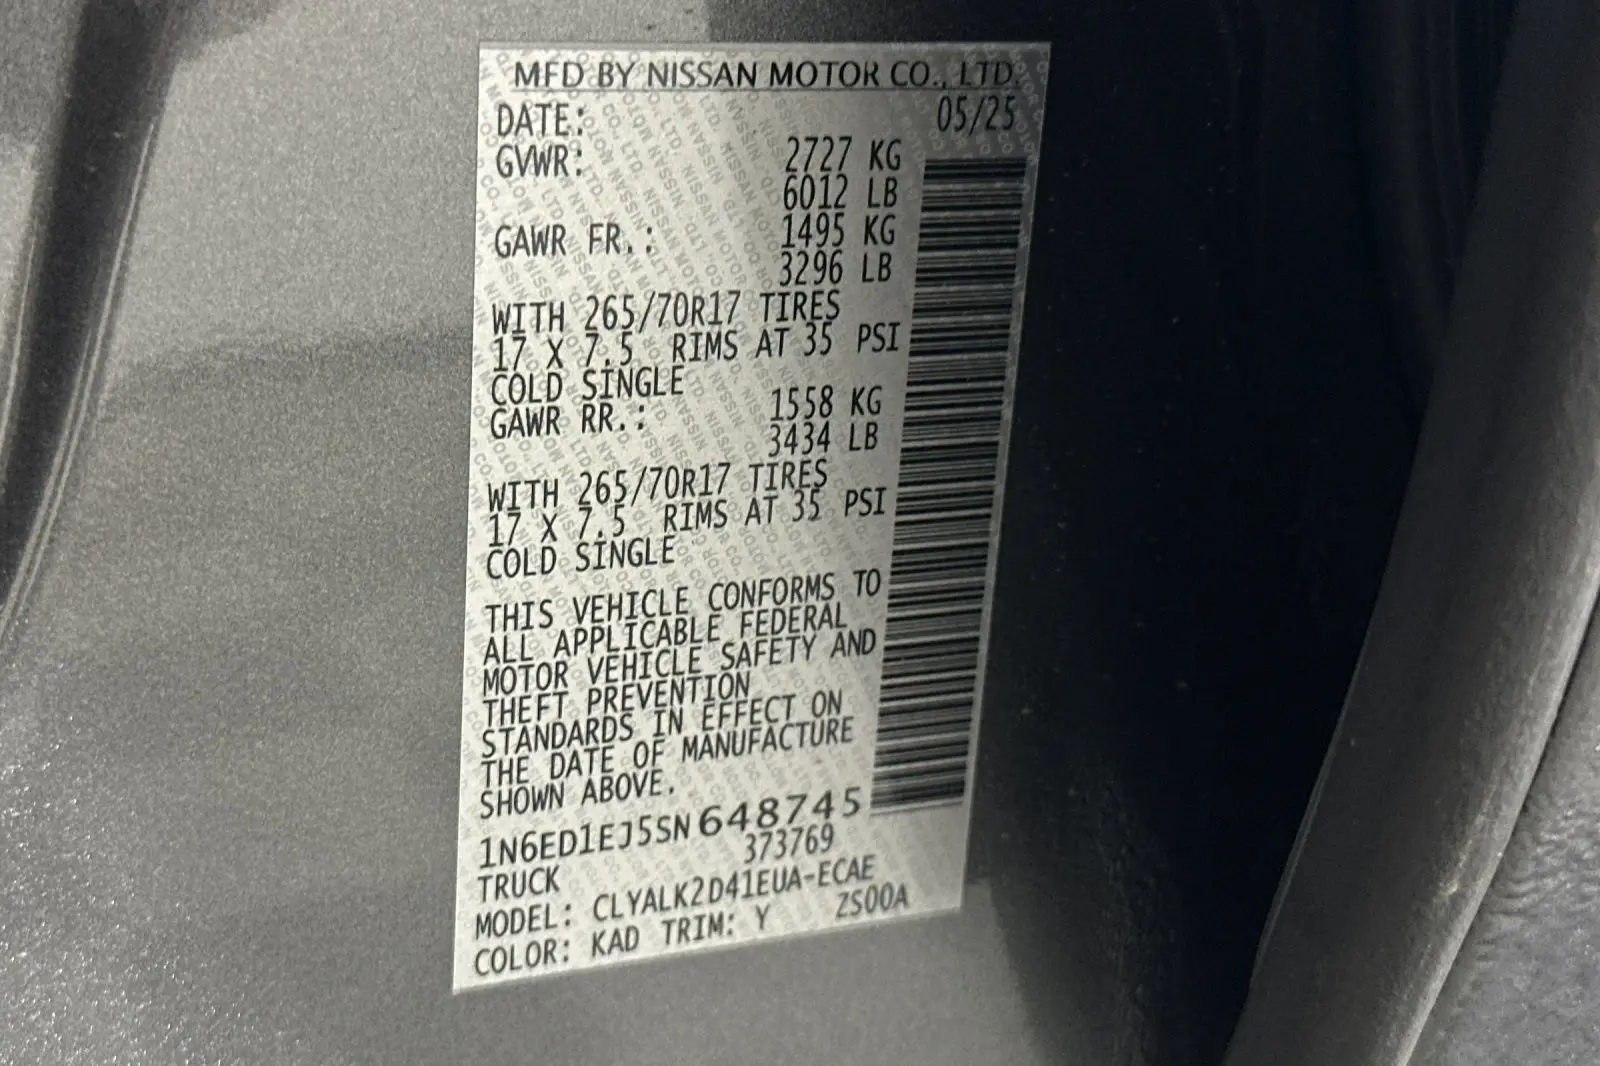 MFD BY NISSAN MOTOR CO., LTD.
DATE: 05/25
GVWR: 2727 KG
6012 LB
GAWR FR.: 1495 KG
3296 LB
WITH 265/70R17 TIRES
17 X 7.5 RIMS AT 35 PSI
COLD SINGLE
GAWR RR.: 1558 KG
3434 LB
WITH 265/70R17 TIRES
17 X 7.5 RIMS AT 35 PSI
COLD SINGLE
THIS VEHICLE CONFORMS TO
ALL APPLICABLE FEDERAL
MOTOR VEHICLE SAFETY AND
THEFT PREVENTION
STANDARDS IN EFFECT ON
THE DATE OF MANUFACTURE
SHOWN ABOVE.
1N6ED1EJ5SN648745
373769
TRUCK
MODEL: CLYALK2D41EUA-ECAE
COLOR: KAD TRIM: Y ZS00A